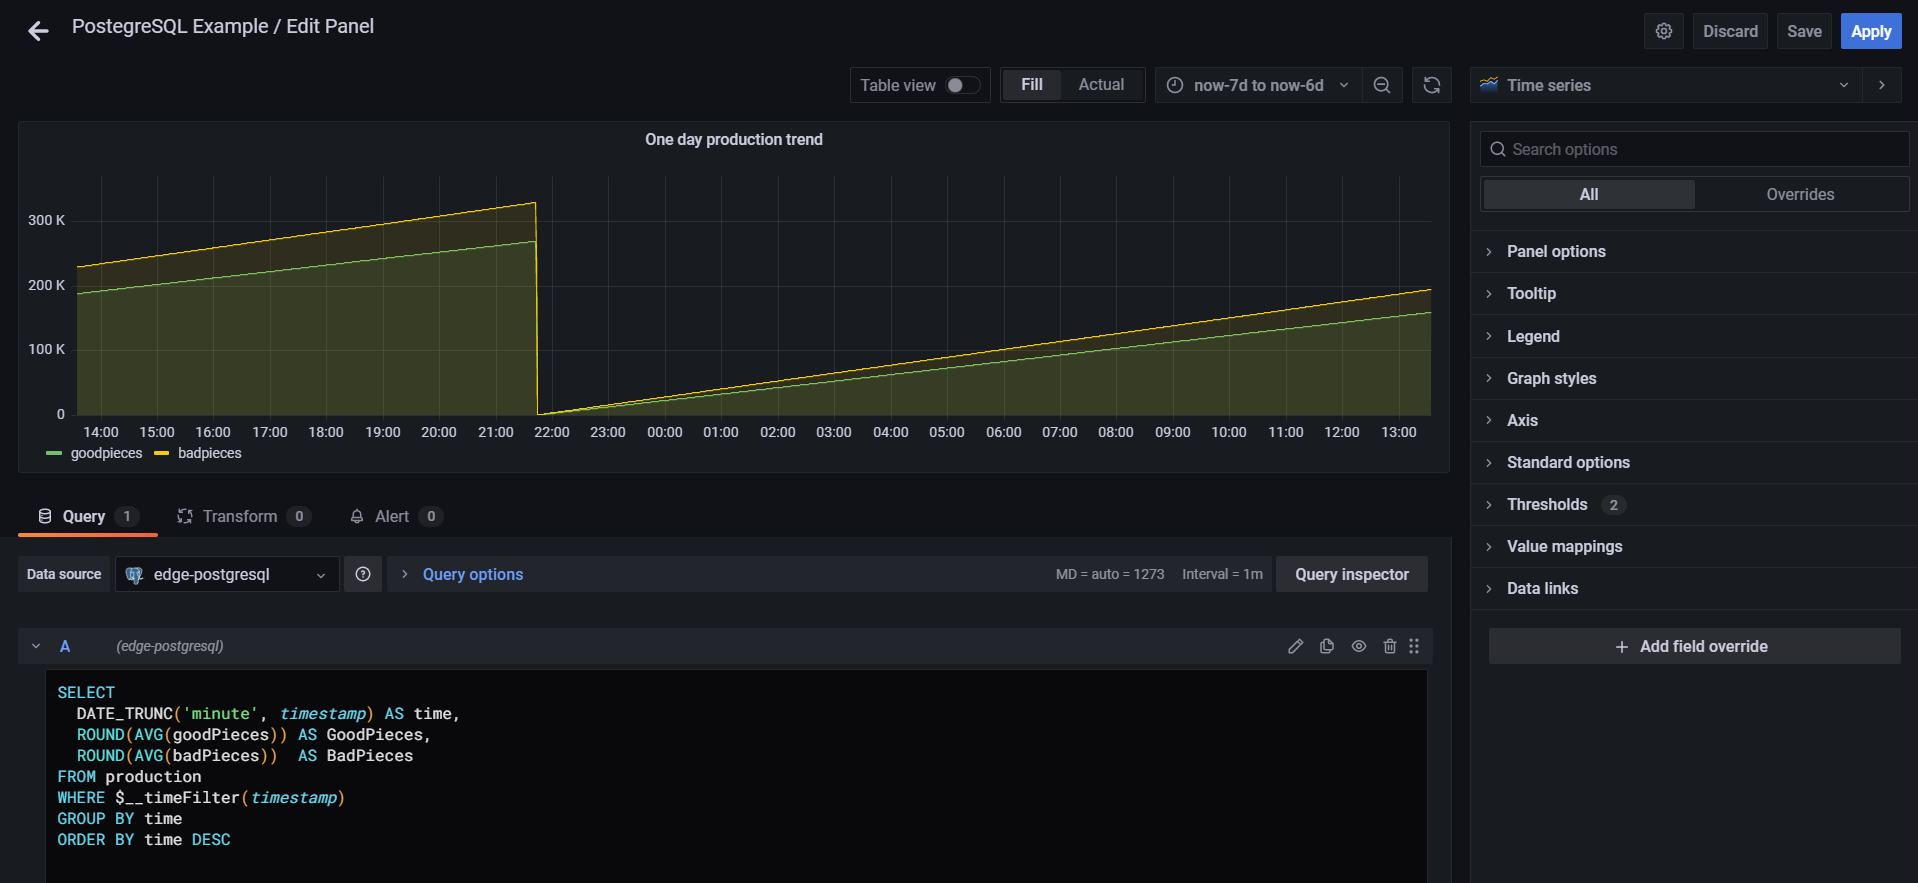 PostegreSQL Example / Edit Panel
Discard
Save
Apply
Table view
Fill
Actual
now-7d to now-6d
Time series
One day production trend
Search options
All
Overrides
300 K
200 K
100 K
0
14:00 15:00 16:00 17:00 18:00 19:00 20:00 21:00 22:00 23:00 00:00 01:00 02:00 03:00 04:00 05:00 06:00 07:00 08:00 09:00 10:00 11:00 12:00 13:00
goodpieces badpieces
Panel options
Tooltip
Legend
Graph styles
Axis
Standard options
Thresholds 2
Value mappings
Data links
+ Add field override
Query 1
Transform 0
Alert 0
Data source
edge-postgresql
Query options
MD = auto = 1273
Interval = 1m
Query inspector
A (edge-postgresql)
SELECT
DATE_TRUNC('minute', timestamp) AS time,
ROUND(AVG(goodPieces)) AS GoodPieces,
ROUND(AVG(badPieces))  AS BadPieces
FROM production
WHERE $__timeFilter(timestamp)
GROUP BY time
ORDER BY time DESC